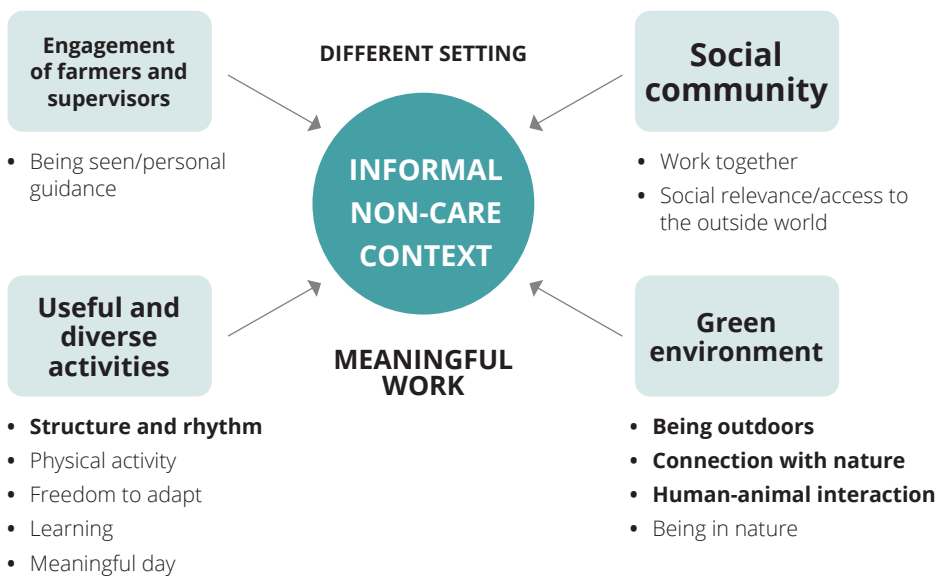 Engagement
of farmers and
supervisors
• Being seen/personal
guidance
DIFFERENT SETTING
Social
community
• Work together
• Social relevance/access to
the outside world
INFORMAL
NON-CARE
CONTEXT
Useful and
diverse
activities
• Structure and rhythm
• Physical activity
• Freedom to adapt
• Learning
• Meaningful day
MEANINGFUL
WORK
Green
environment
• Being outdoors
• Connection with nature
• Human-animal interaction
• Being in nature